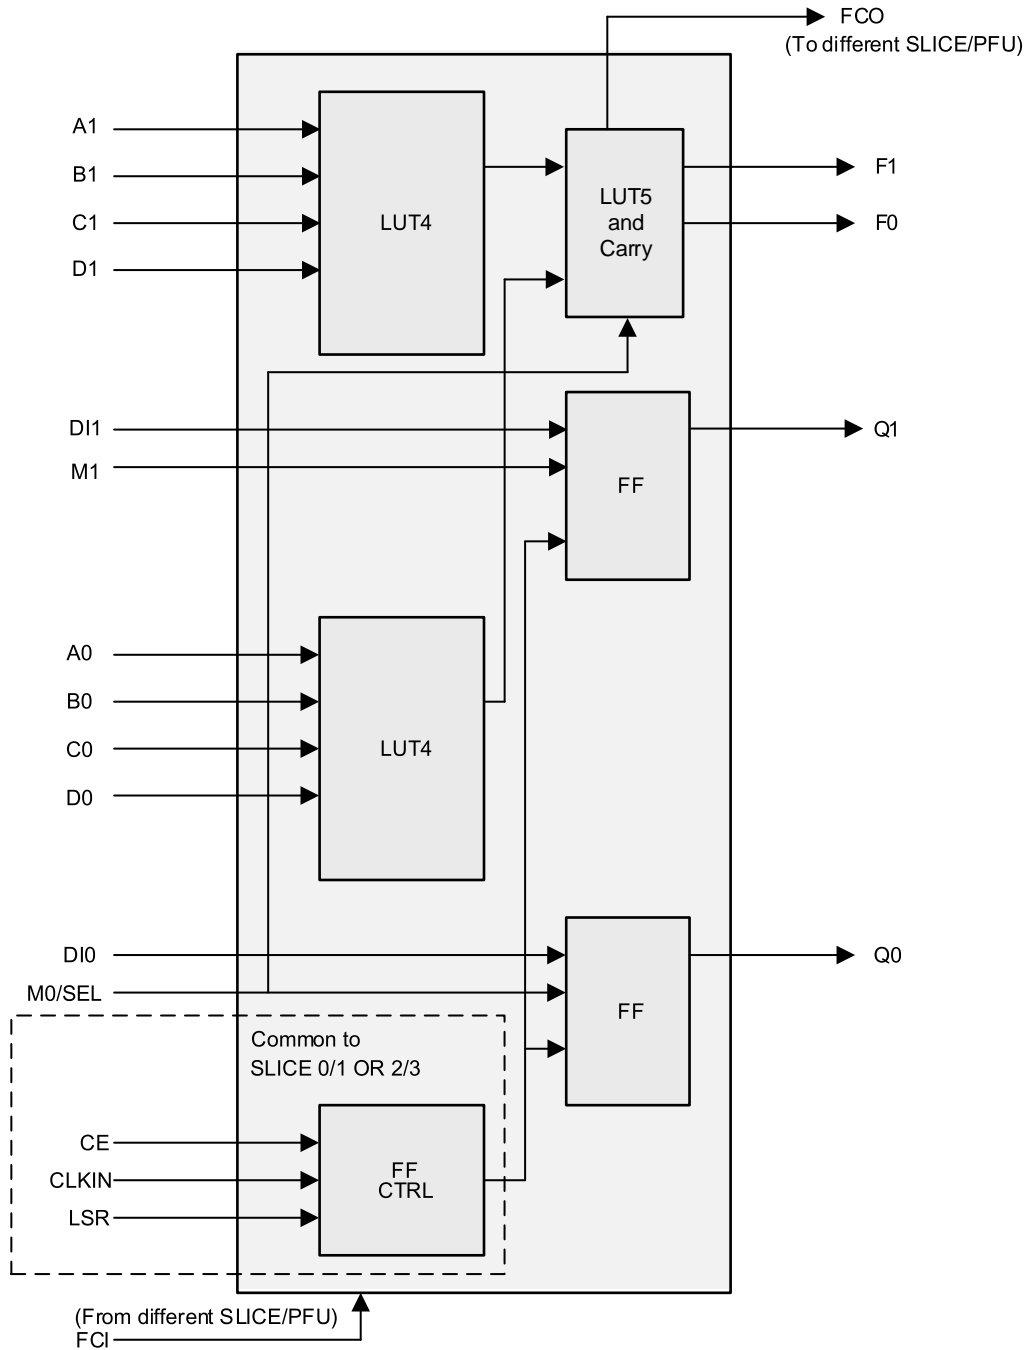 FCO
(To different SLICE/PFU)
A1
B1
C1
D1
LUT4
LUT5
and
Carry
F1
F0
DI1
M1
FF
Q1
A0
B0
C0
D0
LUT4
DI0
M0/SEL
FF
Q0
Common to
SLICE 0/1 OR 2/3
CE
CLKIN
LSR
FF
CTRL
(From different SLICE/PFU)
FCI